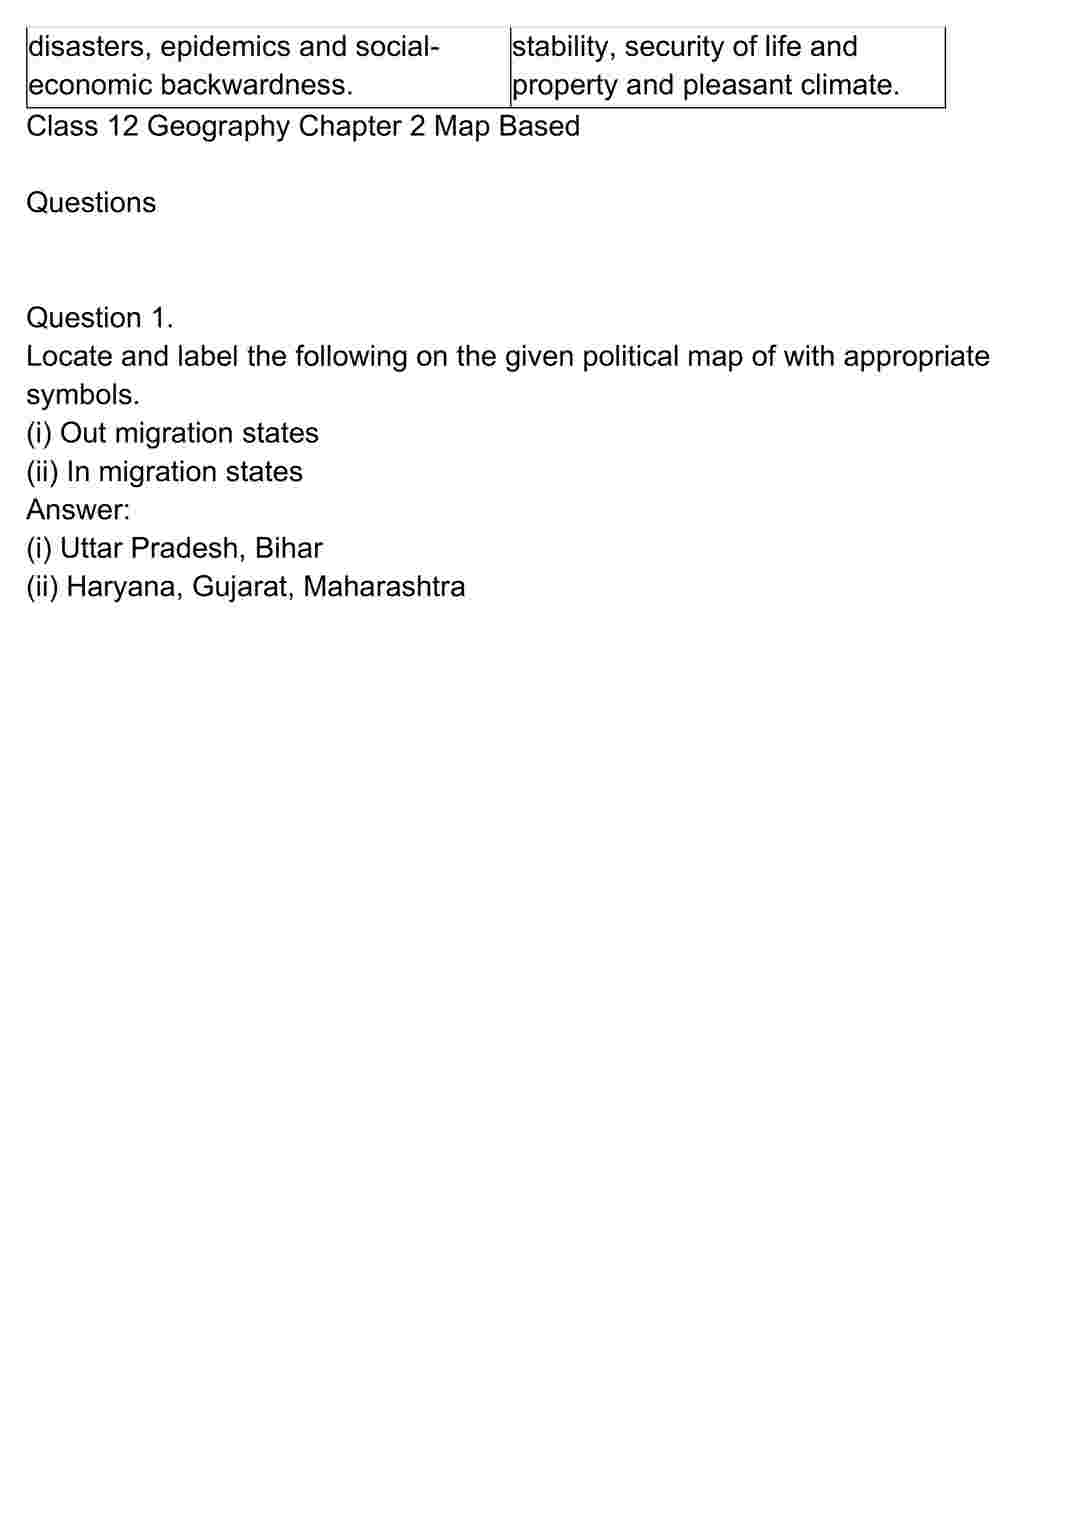 disasters, epidemics and social-
economic backwardness.
stability, security of life and
property and pleasant climate.
Class 12 Geography Chapter 2 Map Based
Questions
Question 1.
Locate and label the following on the given political map of with appropriate
symbols.
(i) Out migration states
(ii) In migration states
Answer:
(i) Uttar Pradesh, Bihar
(ii) Haryana, Gujarat, Maharashtra